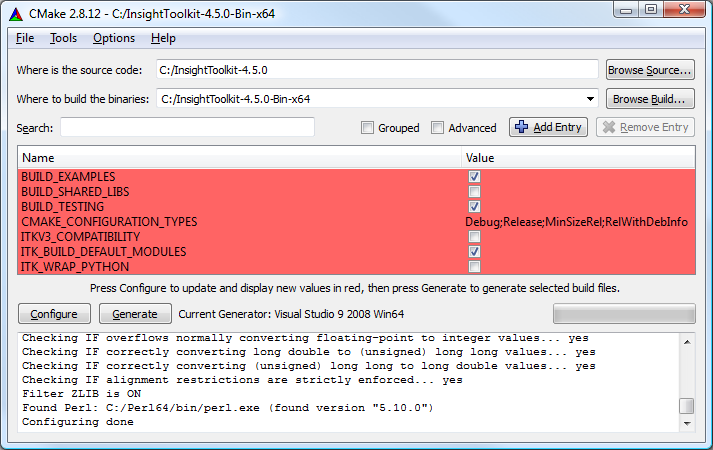 CMake 2.8.12 - C:/InsightToolkit-4.5.0-Bin-x64
File Tools Options Help
Where is the source code: C:/InsightToolkit-4.5.0 Browse Source...
Where to build the binaries: C:/InsightToolkit-4.5.0-Bin-x64 Browse Build...
Search: Grouped Advanced Add Entry Remove Entry
Name Value
BUILD_EXAMPLES
BUILD_SHARED_LIBS
BUILD_TESTING
CMAKE_CONFIGURATION_TYPES Debug;Release;MinSizeRel;RelWithDebInfo
ITKV3_COMPATIBILITY
ITK_BUILD_DEFAULT_MODULES
ITK_WRAP_PYTHON
Press Configure to update and display new values in red, then press Generate to generate selected build files.
Configure Generate Current Generator: Visual Studio 9 2008 Win64
Checking IF overflows normally converting floating-point to integer values... yes
Checking IF correctly converting long double to (unsigned) long long values... yes
Checking IF correctly converting (unsigned) long long to long double values... yes
Checking IF alignment restrictions are strictly enforced... yes
Filter ZLIB is ON
Found Perl: C:/Perl64/bin/perl.exe (found version "5.10.0")
Configuring done